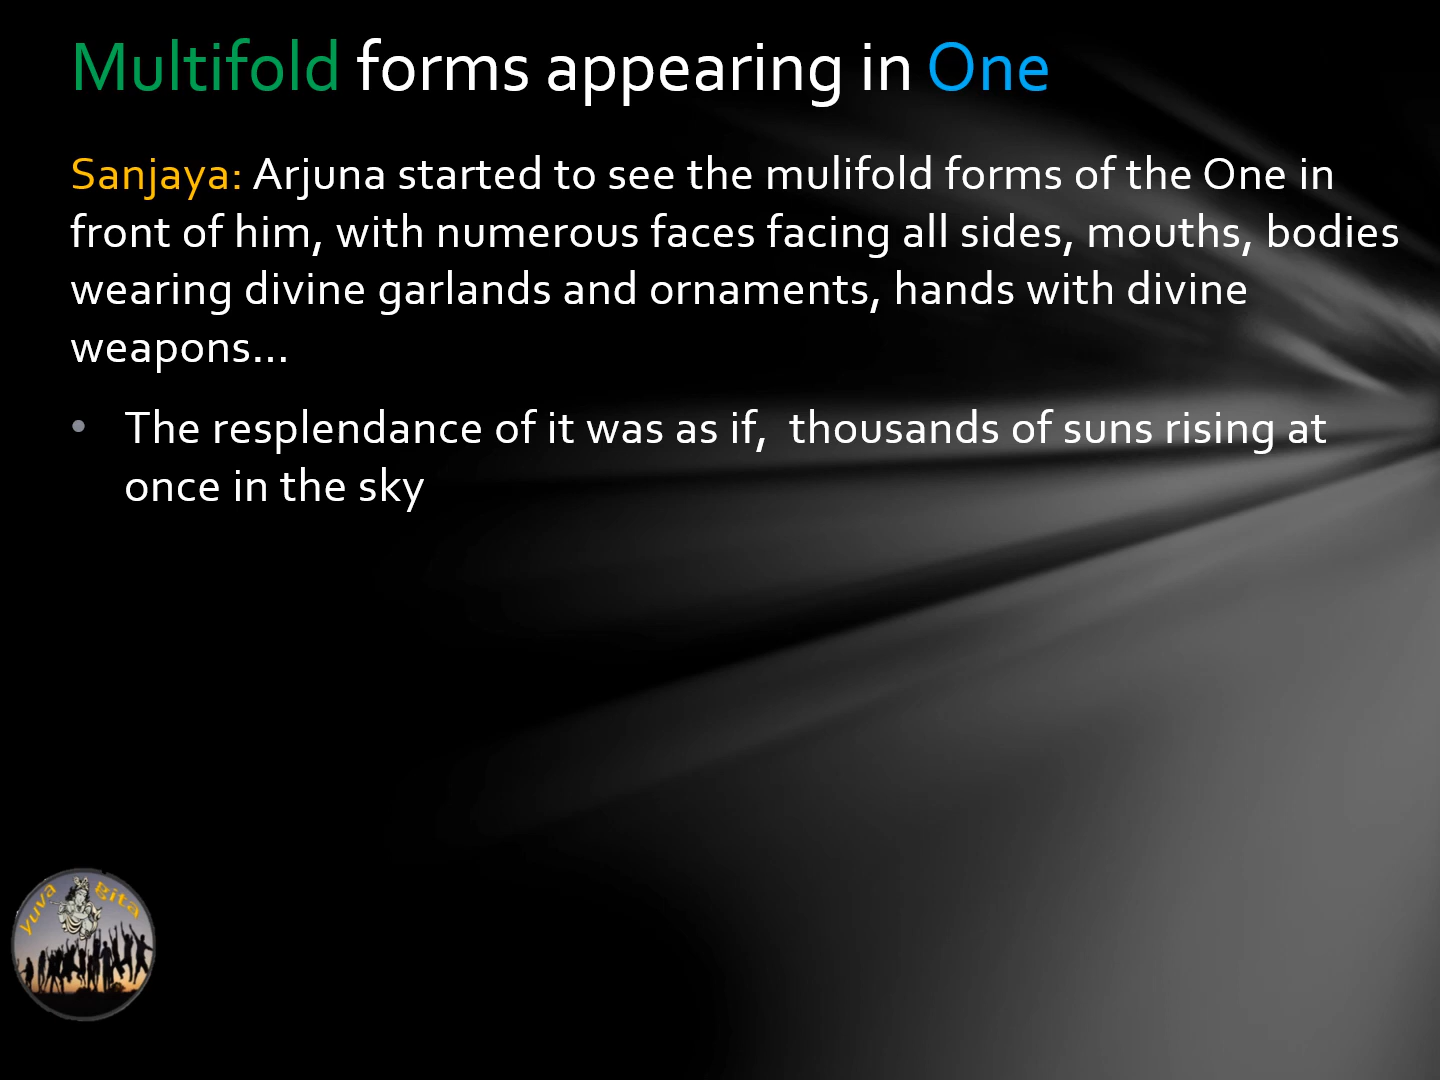 Multifold forms appearing in One
Sanjaya: Arjuna started to see the mulifold forms of the One in
front of him, with numerous faces facing all sides, mouths, bodies
wearing divine garlands and ornaments, hands with divine
weapons...
• The resplendance of it was as if,  thousands of suns rising at
once in the sky
yuva gita